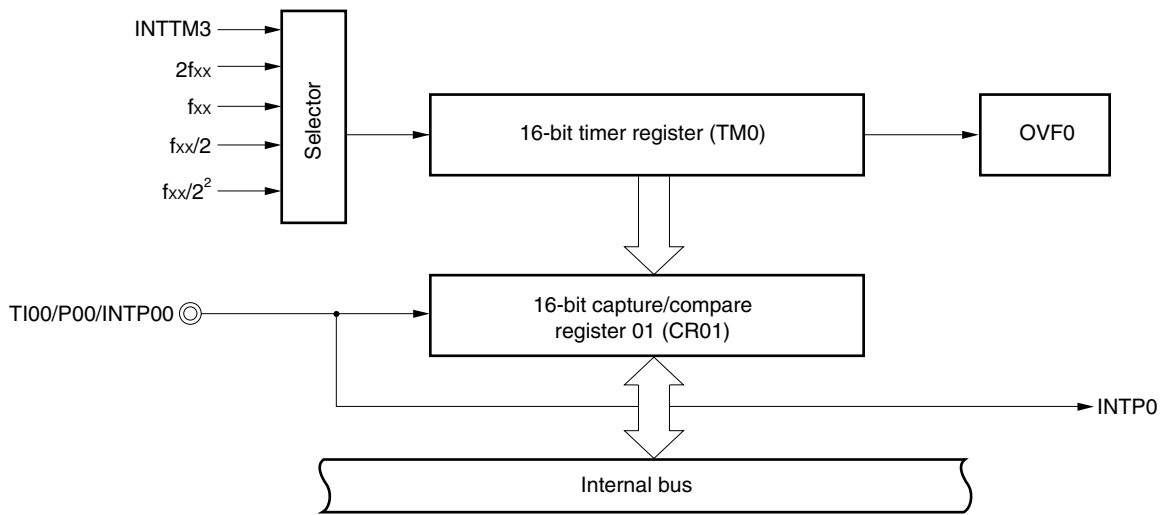 INTTM3
2fxx
fxx
fxx/2
fxx/2²
Selector
16-bit timer register (TM0)
OVF0
TI00/P00/INTP00
16-bit capture/compare
register 01 (CR01)
INTP0
Internal bus